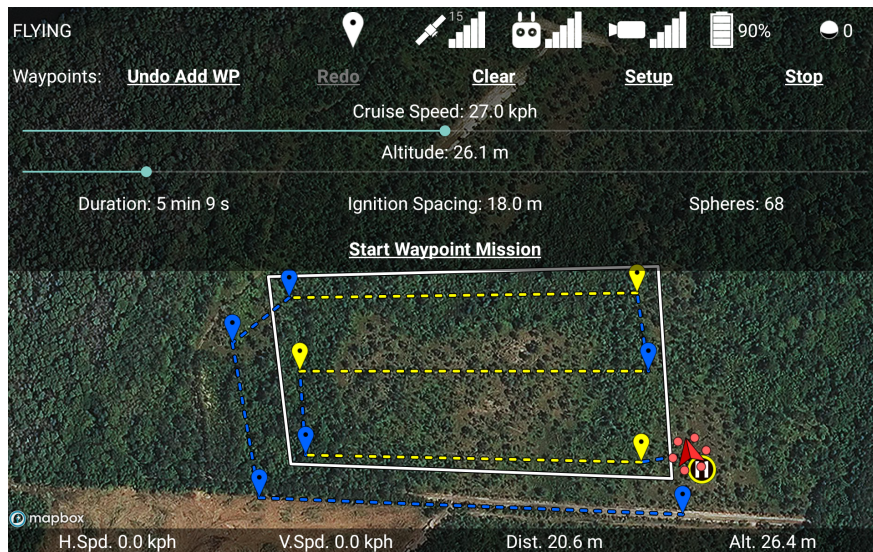 FLYING 15 90% 0
Waypoints: Undo Add WP Redo Clear Setup Stop
Cruise Speed: 27.0 kph
Altitude: 26.1 m
Duration: 5 min 9 s Ignition Spacing: 18.0 m Spheres: 68
Start Waypoint Mission
H
mapbox
H.Spd. 0.0 kph V.Spd. 0.0 kph Dist. 20.6 m Alt. 26.4 m